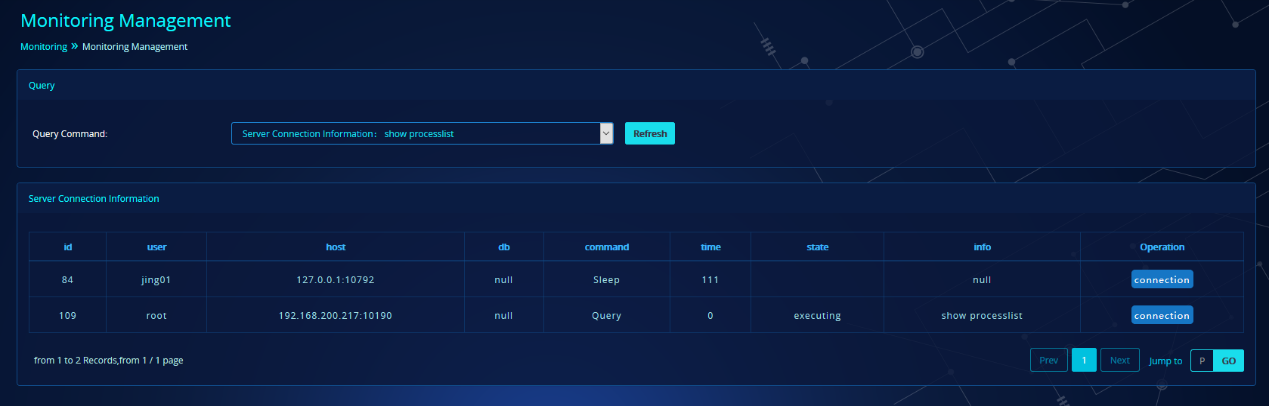 Monitoring Management
Monitoring » Monitoring Management
Query
Query Command: Server Connection Information: show processlist Refresh
Server Connection Information
id user host db command time state info Operation
84 jing01 127.0.0.1:10792 null Sleep 111 null connection
109 root 192.168.200.217:10190 null Query 0 executing show processlist connection
from 1 to 2 Records,from 1 / 1 page Prev 1 Next Jump to P GO